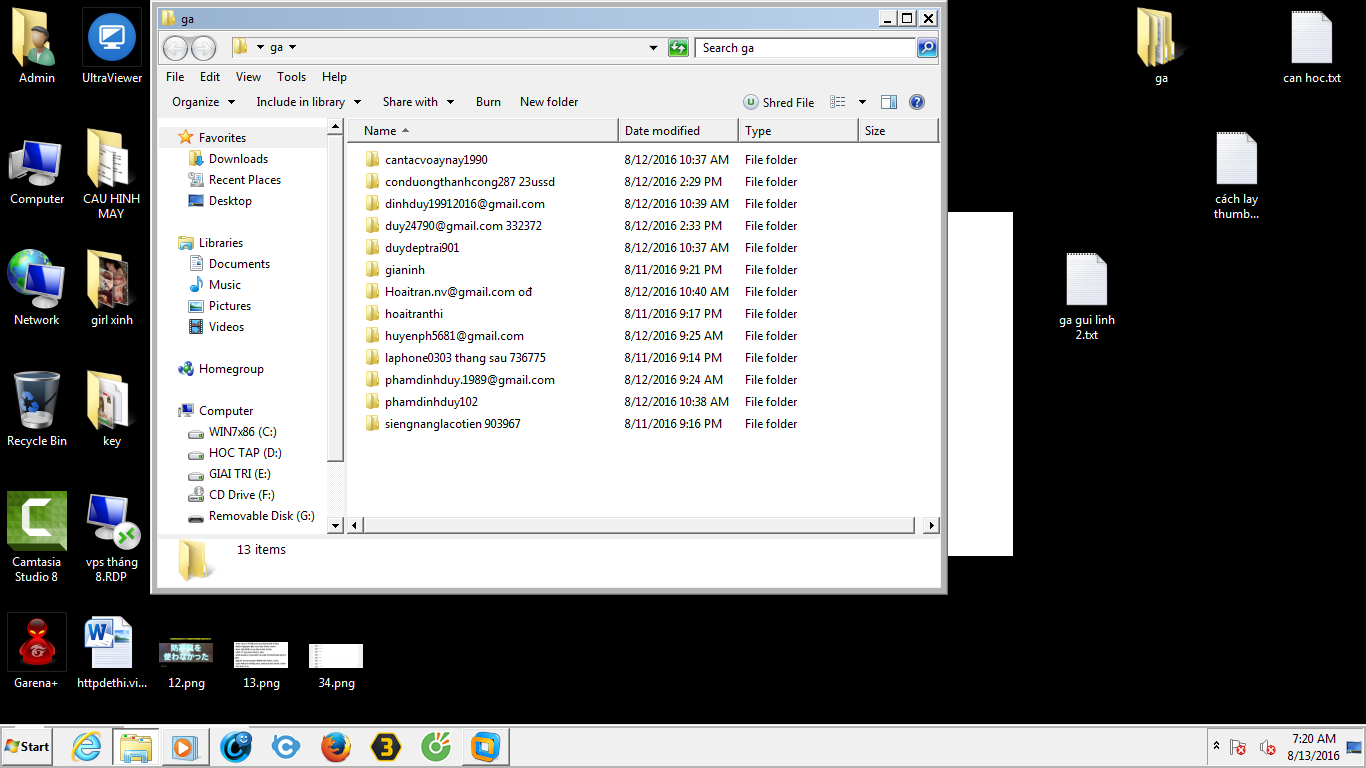 ga
ga
Search ga
File Edit View Tools Help
Organize Include in library Share with Burn New folder Shred File
Favorites
Downloads
Recent Places
Desktop
Libraries
Documents
Music
Pictures
Videos
Homegroup
Computer
WIN7x86 (C:)
HOC TAP (D:)
GIAI TRI (E:)
CD Drive (F:)
Removable Disk (G:)
Name Date modified Type Size
cantacvoaynay1990 8/12/2016 10:37 AM File folder
conduongthanhcong287 23ussd 8/12/2016 2:29 PM File folder
dinhduy19912016@gmail.com 8/12/2016 10:39 AM File folder
duy24790@gmail.com 332372 8/12/2016 2:33 PM File folder
duydeptrai901 8/12/2016 10:37 AM File folder
gianinh 8/11/2016 9:21 PM File folder
Hoaitran.nv@gmail.com ođ 8/12/2016 10:40 AM File folder
hoaitranthi 8/11/2016 9:17 PM File folder
huyenph5681@gmail.com 8/12/2016 9:25 AM File folder
laphone0303 thang sau 736775 8/11/2016 9:14 PM File folder
phamdinhduy.1989@gmail.com 8/12/2016 9:24 AM File folder
phamdinhduy102 8/12/2016 10:38 AM File folder
siengnanglacotien 903967 8/11/2016 9:16 PM File folder
13 items
Admin
UltraViewer
Computer
CAU HINH
MAY
Network
girl xinh
Recycle Bin
key
Camtasia
Studio 8
vps tháng
8.RDP
Garena+
httpdethi.vi...
防草具を
使わなかった
12.png
13.png
34.png
ga
can hoc.txt
cách lay
thumb...
ga gui linh
2.txt
Start
7:20 AM
8/13/2016